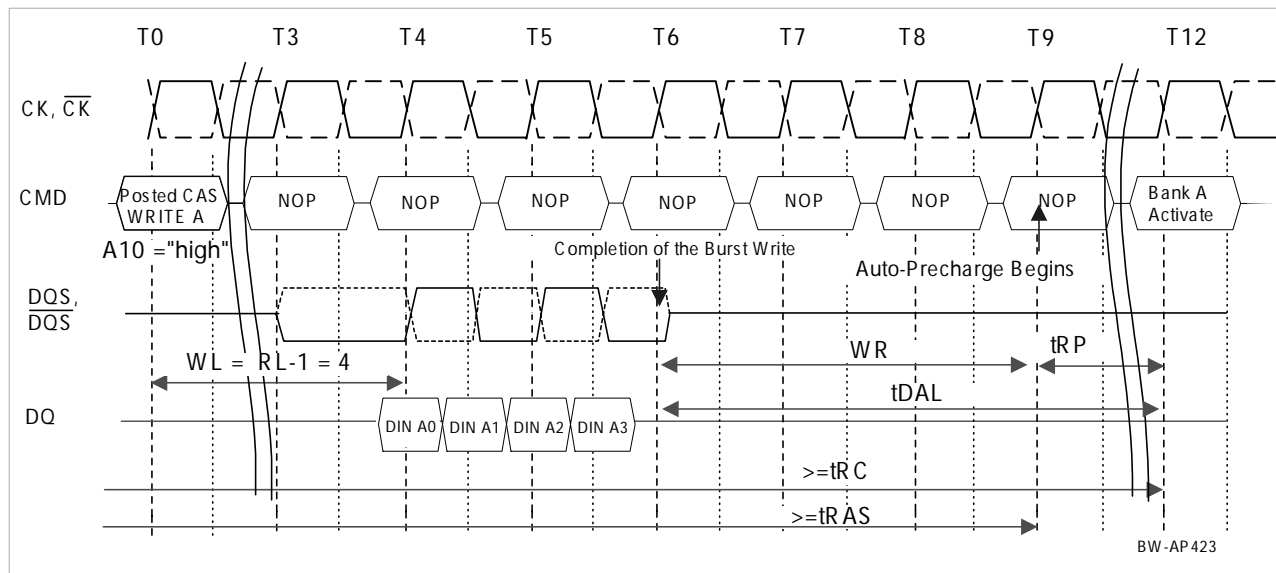 T0 T3 T4 T5 T6 T7 T8 T9 T12
CK, CK
CMD
Posted CAS
WRITE A
NOP NOP NOP NOP NOP NOP NOP
Bank A
Activate
A10 ="high"
Completion of the Burst Write
Auto-Precharge Begins
DQS,
DQS
WL = RL-1 = 4
WR
tRP
tDAL
DQ
DIN A0 DIN A1 DIN A2 DIN A3
>=tRC
>=tRAS
BW-AP423